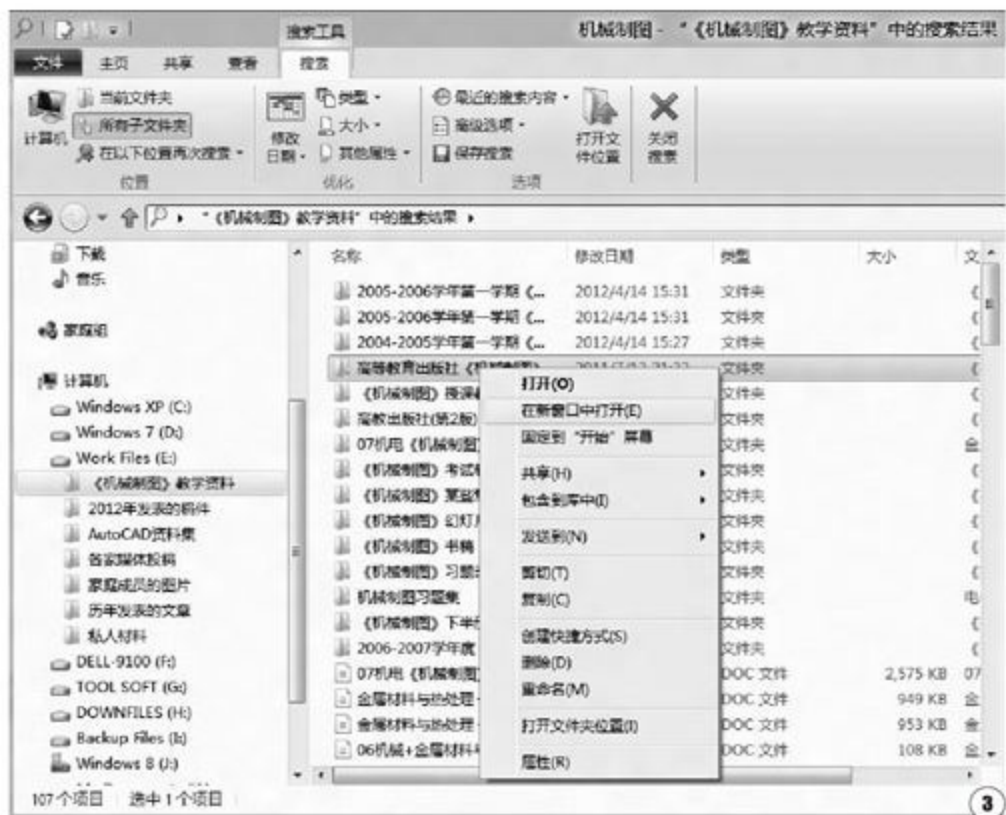 搜索工具
机械制图 - “《机械制图》教学资料”中的搜索结果
文件 主页 共享 查看 搜索
计算机
当前文件夹
所有子文件夹
在以下位置再次搜索
位置
修改日期
类型
大小
其他属性
优化
最近的搜索内容
高级选项
保存搜索
选项
打开文件位置
关闭搜索
“《机械制图》教学资料”中的搜索结果
下载
音乐
家庭组
计算机
Windows XP (C:)
Windows 7 (D:)
Work Files (E:)
《机械制图》教学资料
2012年发表的稿件
AutoCAD资料集
各家媒体投稿
家庭成员的图片
历年发表的文章
私人材料
DELL-9100 (F:)
TOOL SOFT (G:)
DOWNFILES (H:)
Backup Files (I:)
Windows 8 (J:)
名称 修改日期 类型 大小 文
2005-2006学年第一学期《... 2012/4/14 15:31 文件夹
2005-2006学年第一学期《... 2012/4/14 15:31 文件夹
2004-2005学年第一学期《... 2012/4/14 15:27 文件夹
高等教育出版社《机械制图》 文件夹
《机械制图》授课 文件夹
高教出版社(第2版) 文件夹
07机电《机械制图 文件夹 金
《机械制图》考试 文件夹
《机械制图》某些 文件夹
《机械制图》幻灯 文件夹
《机械制图》书稿 文件夹
《机械制图》习题 文件夹
机械制图习题集 文件夹 电
《机械制图》下半 文件夹
2006-2007学年度 文件夹
07机电《机械制图 DOC 文件 2,575 KB 07
金属材料与热处理 DOC 文件 949 KB 金
金属材料与热处理 DOC 文件 953 KB 金
06机械+金属材料与 DOC 文件 108 KB 金
打开(O)
在新窗口中打开(E)
固定到“开始”屏幕
共享(H)
包含到库中(I)
发送到(N)
剪切(T)
复制(C)
创建快捷方式(S)
删除(D)
重命名(M)
打开文件夹位置(I)
属性(R)
107个项目 选中1个项目
3